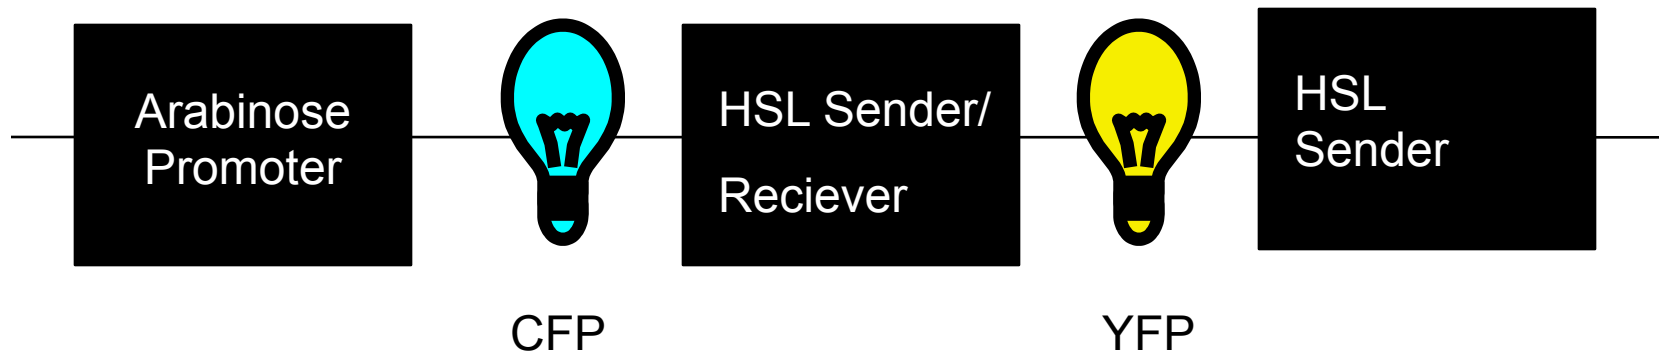 Arabinose
Promoter
HSL Sender/
Reciever
HSL
Sender
CFP
YFP